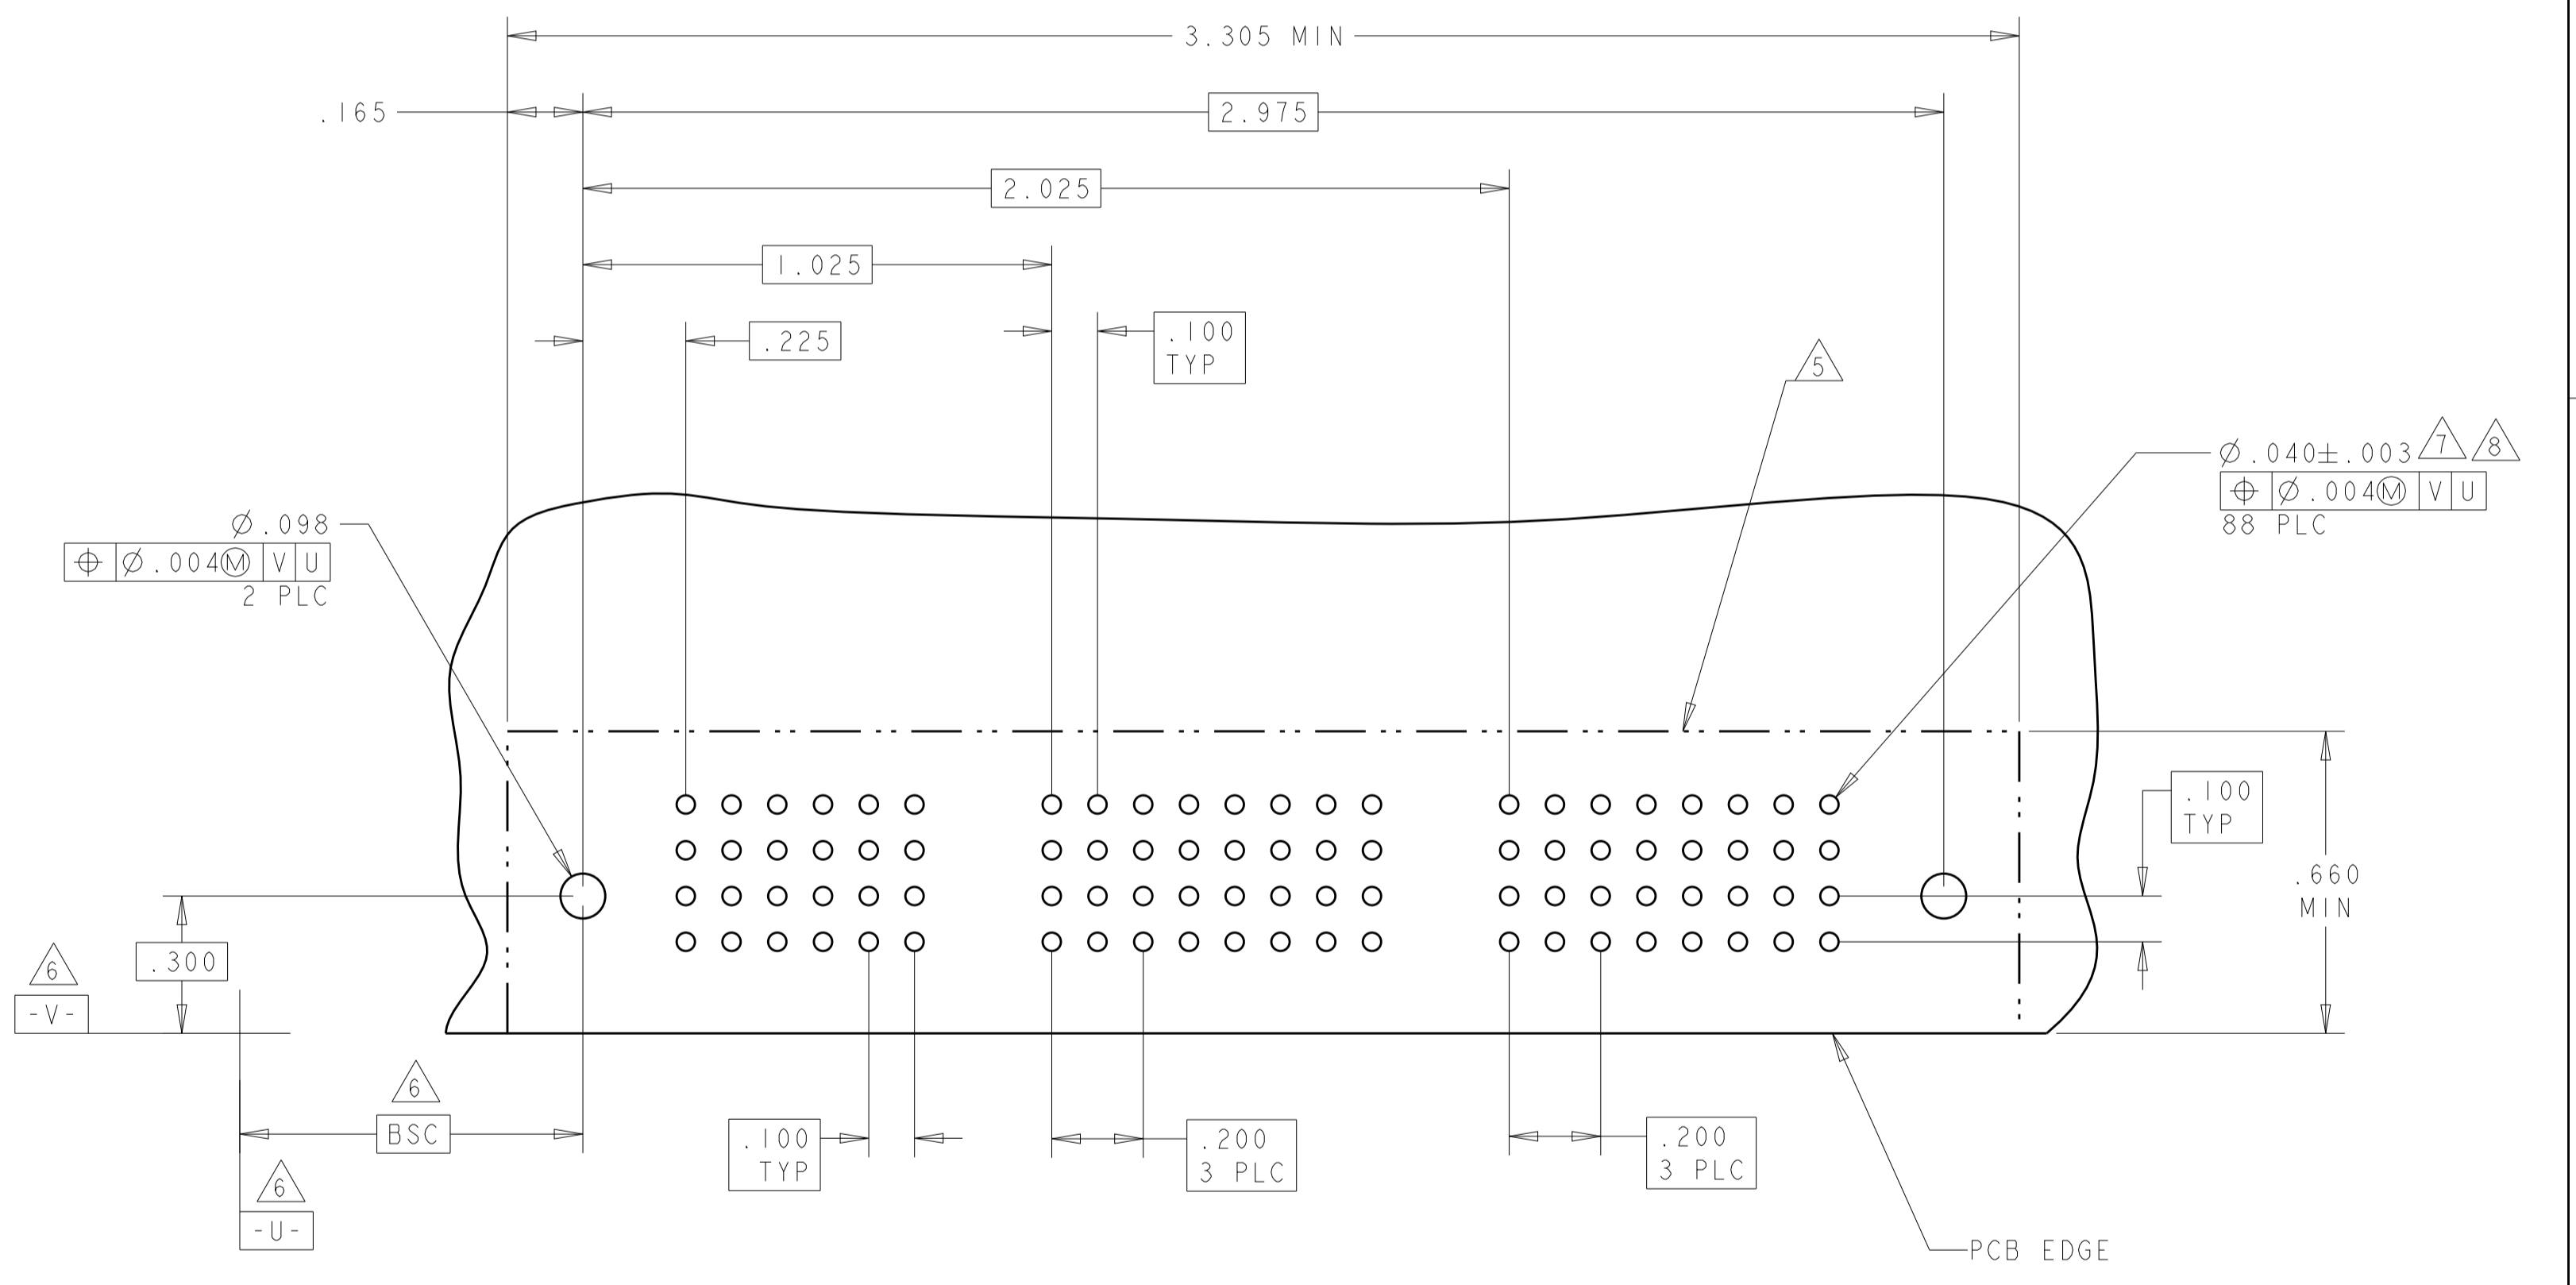 3.305 MIN
.165
2.975
2.025
1.025
.225
.100
TYP
5
Ø.040±.003 7 8
⌖ Ø.004Ⓜ V U
88 PLC
Ø.098
⌖ Ø.004Ⓜ V U
2 PLC
.100
TYP
.660
MIN
.300
6
-V-
6
BSC
6
-U-
.100
TYP
.200
3 PLC
.200
3 PLC
PCB EDGE